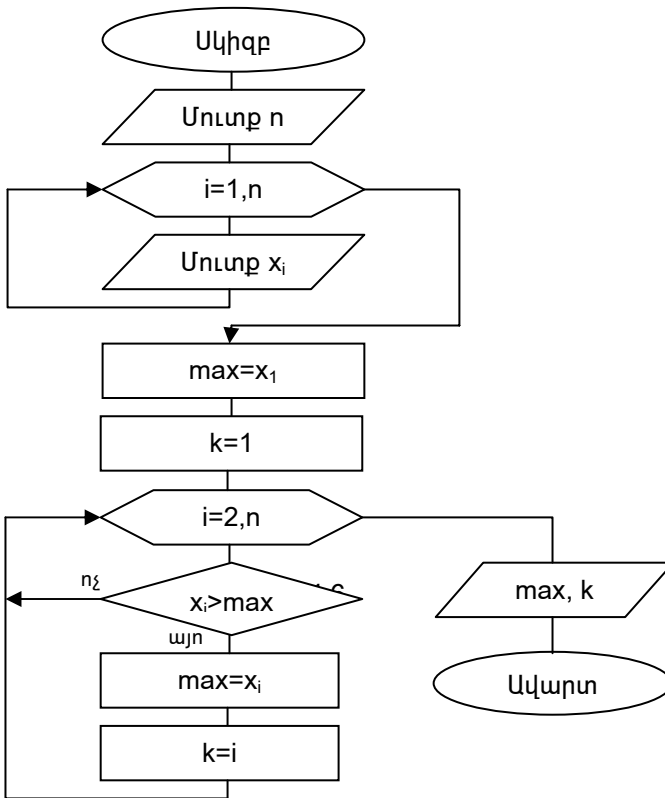 Սկիզբ
Մուտք n
i=1,n
Մուտք xᵢ
max=x₁
k=1
i=2,n
ոչ
xᵢ>max
այո
max=xᵢ
k=i
max, k
Ավարտ